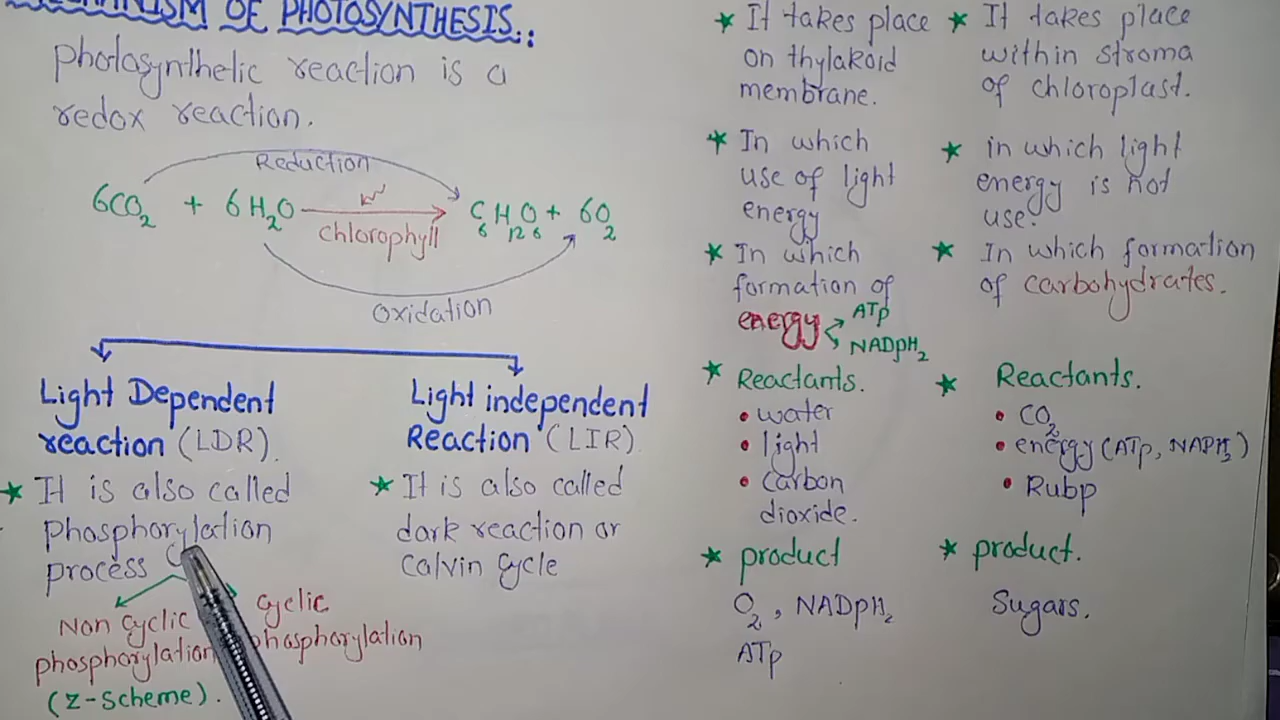 MECHANISM OF PHOTOSYNTHESIS..:
photosynthetic reaction is a
redox reaction.
Reduction
6CO2 + 6H2O → C6H12O6 + 6O2
chlorophyll
Oxidation
Light Dependent
reaction (LDR).
Light independent
Reaction (LIR)
★ It is also called
phosphorylation
process
Non cyclic
phosphorylation
(Z-Scheme).
cyclic
phosphorylation
★ It is also called
dark reaction or
Calvin Cycle
★ It takes place
on thylakoid
membrane.
★ In which
use of light
energy
★ In which
formation of
energy
ATP
NADPH2
★ Reactants.
• water
• light
• carbon
dioxide.
★ product
O2, NADPH2
ATP
★ It takes place
within stroma
of chloroplast.
★ in which light
energy is not
use.
★ In which formation
of carbohydrates.
★ Reactants.
• CO2
• energy (ATP,
• Rubp
★ product.
Sugars.